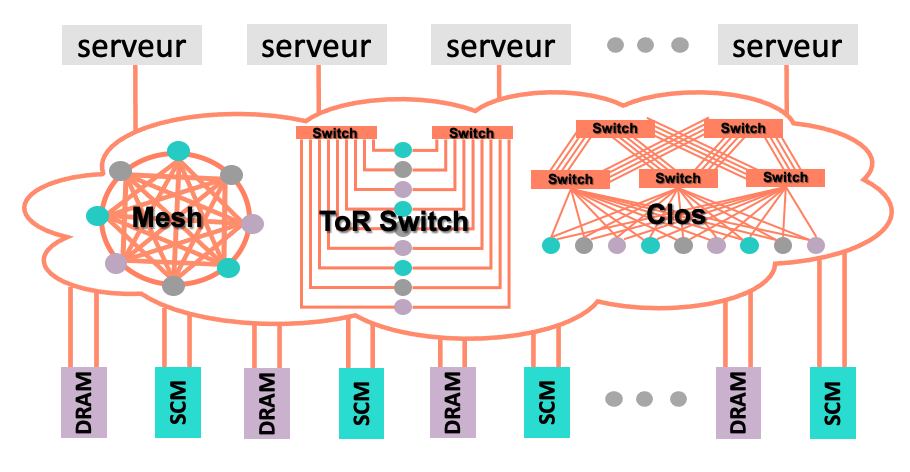 serveur
serveur
serveur
serveur
Switch
Switch
Switch
Switch
Switch
Switch
Switch
Mesh
ToR Switch
Clos
DRAM
SCM
DRAM
SCM
DRAM
SCM
DRAM
SCM